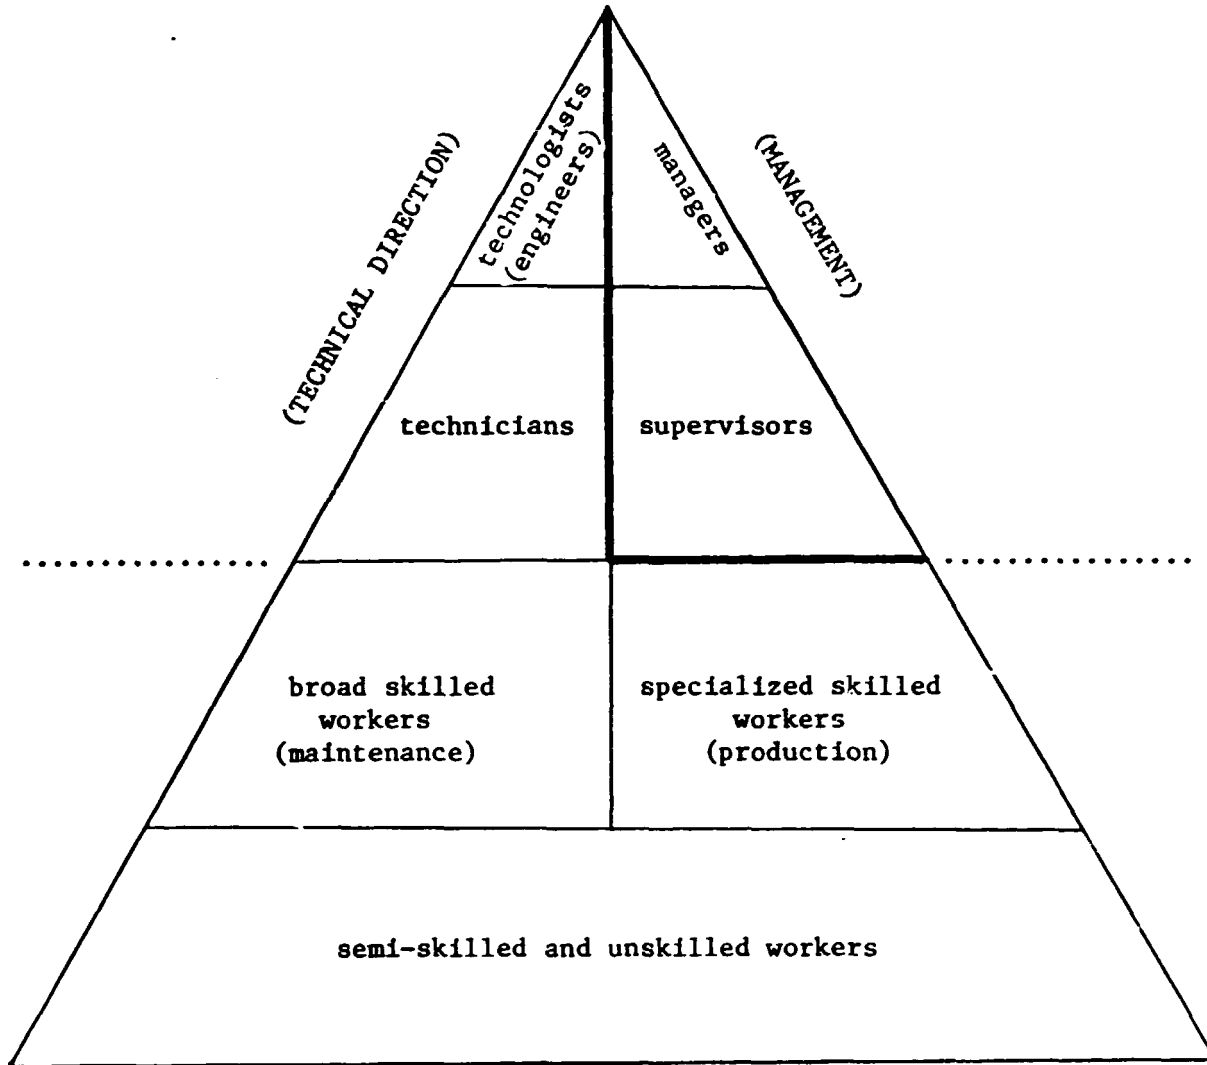 (TECHNICAL DIRECTION)
technologists
(engineers)
managers
(MANAGEMENT)
technicians
supervisors
broad skilled
workers
(maintenance)
specialized skilled
workers
(production)
semi-skilled and unskilled workers